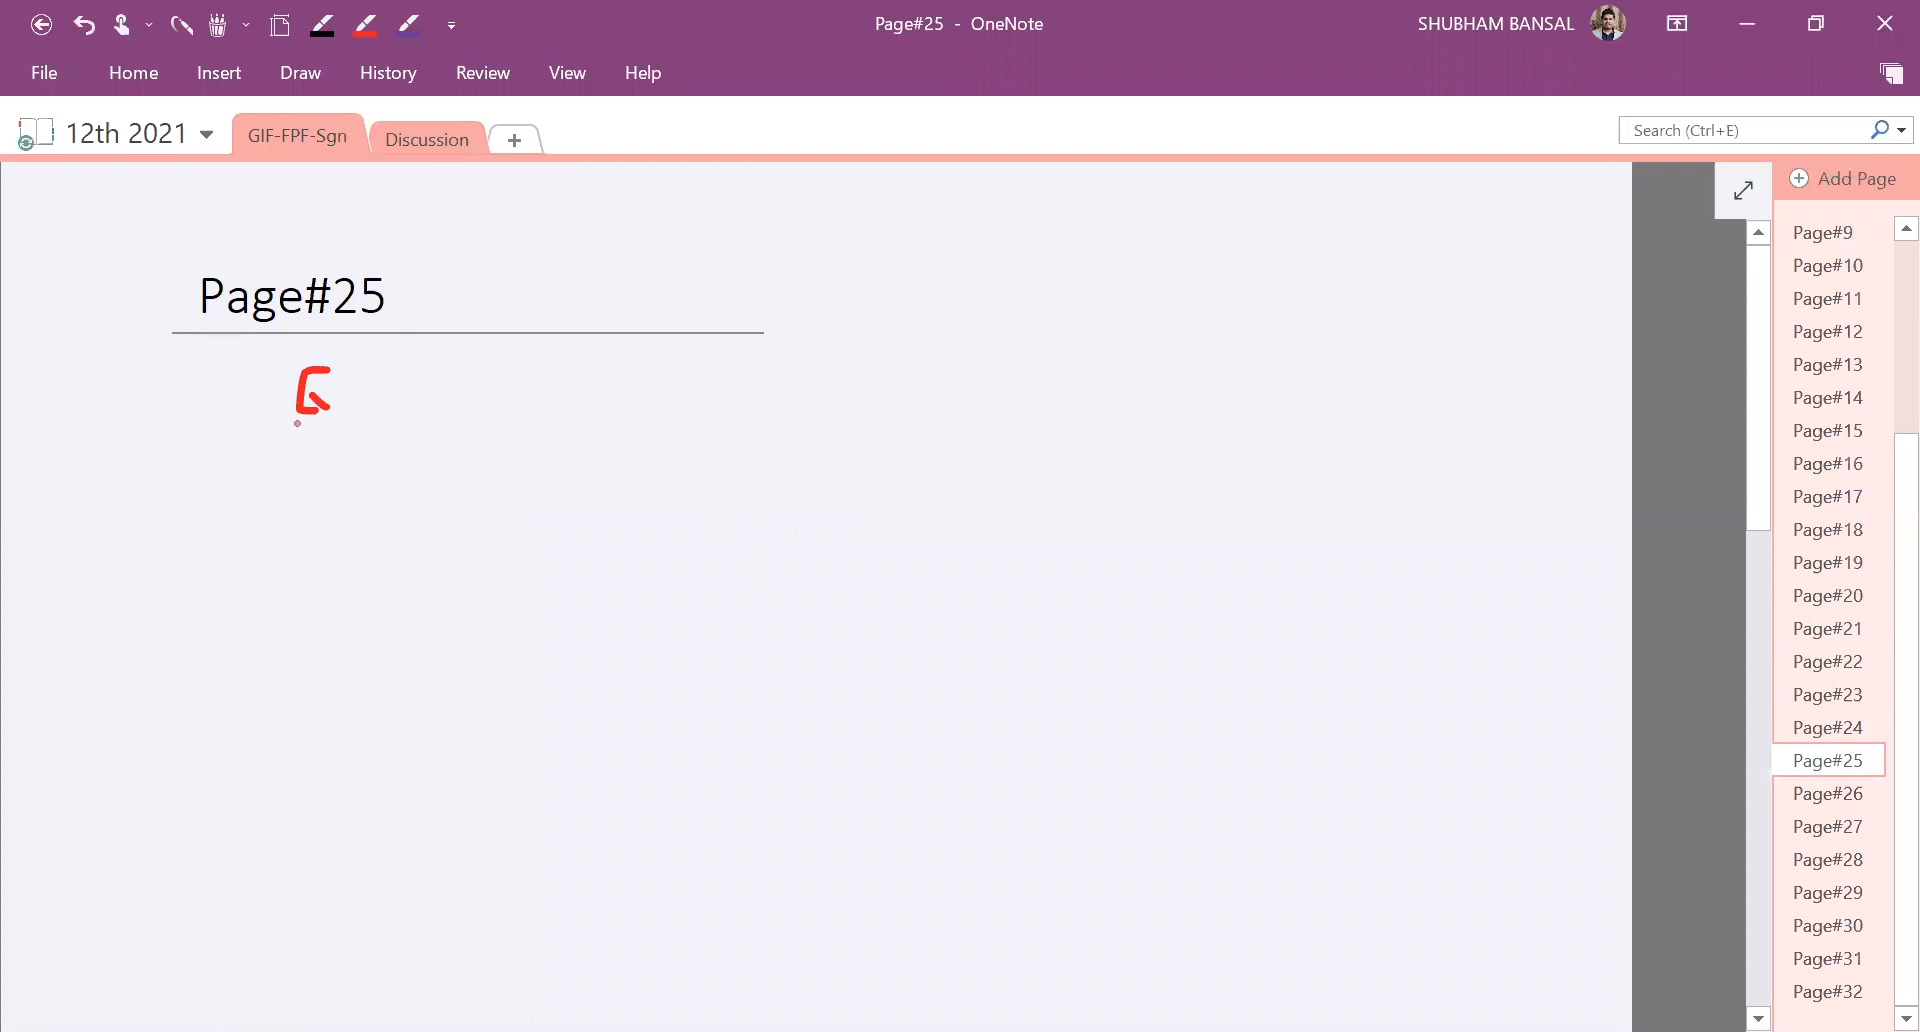 Page#25 - OneNote
SHUBHAM BANSAL
File Home Insert Draw History Review View Help
12th 2021 GIF-FPF-Sgn Discussion
Search (Ctrl+E)
Add Page
Page#25
Page#9
Page#10
Page#11
Page#12
Page#13
Page#14
Page#15
Page#16
Page#17
Page#18
Page#19
Page#20
Page#21
Page#22
Page#23
Page#24
Page#25
Page#26
Page#27
Page#28
Page#29
Page#30
Page#31
Page#32